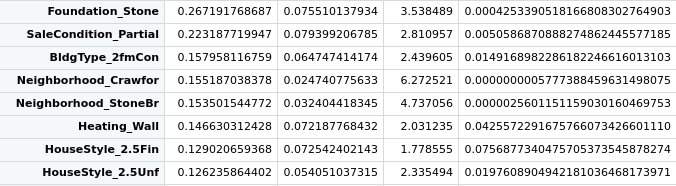 Foundation_Stone 0.267191768687 0.075510137934 3.538489 0.0004253390518166808302764903
SaleCondition_Partial 0.223187719947 0.079399206785 2.810957 0.0050586870888274862445577185
BldgType_2fmCon 0.157958116759 0.064747414174 2.439605 0.0149168982286182246616013103
Neighborhood_Crawfor 0.155187038378 0.024740775633 6.272521 0.0000000005777388459631498075
Neighborhood_StoneBr 0.153501544772 0.032404418345 4.737056 0.0000025601151159030160469753
Heating_Wall 0.146630312428 0.072187768432 2.031235 0.0425572291675766073426601110
HouseStyle_2.5Fin 0.129020659368 0.072542402143 1.778555 0.0756877340475705373545878274
HouseStyle_2.5Unf 0.126235864402 0.054051037315 2.335494 0.0197608904942181036468173971